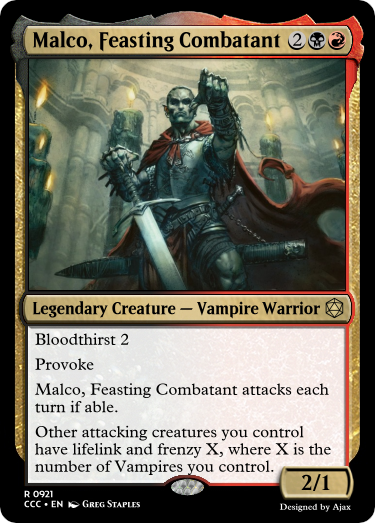 Malco, Feasting Combatant 2
Legendary Creature — Vampire Warrior
Bloodthirst 2
Provoke
Malco, Feasting Combatant attacks each
turn if able.
Other attacking creatures you control
have lifelink and frenzy X, where X is the
number of Vampires you control.
2/1
R 0921
CCC • EN Greg Staples
Designed by Ajax